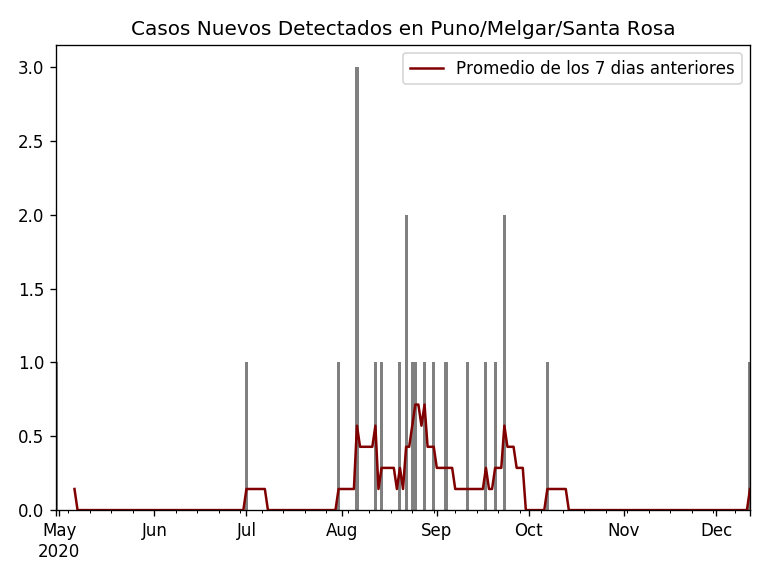 Casos Nuevos Detectados en Puno/Melgar/Santa Rosa
Promedio de los 7 dias anteriores
3.0
2.5
2.0
1.5
1.0
0.5
0.0
May Jun Jul Aug Sep Oct Nov Dec
2020